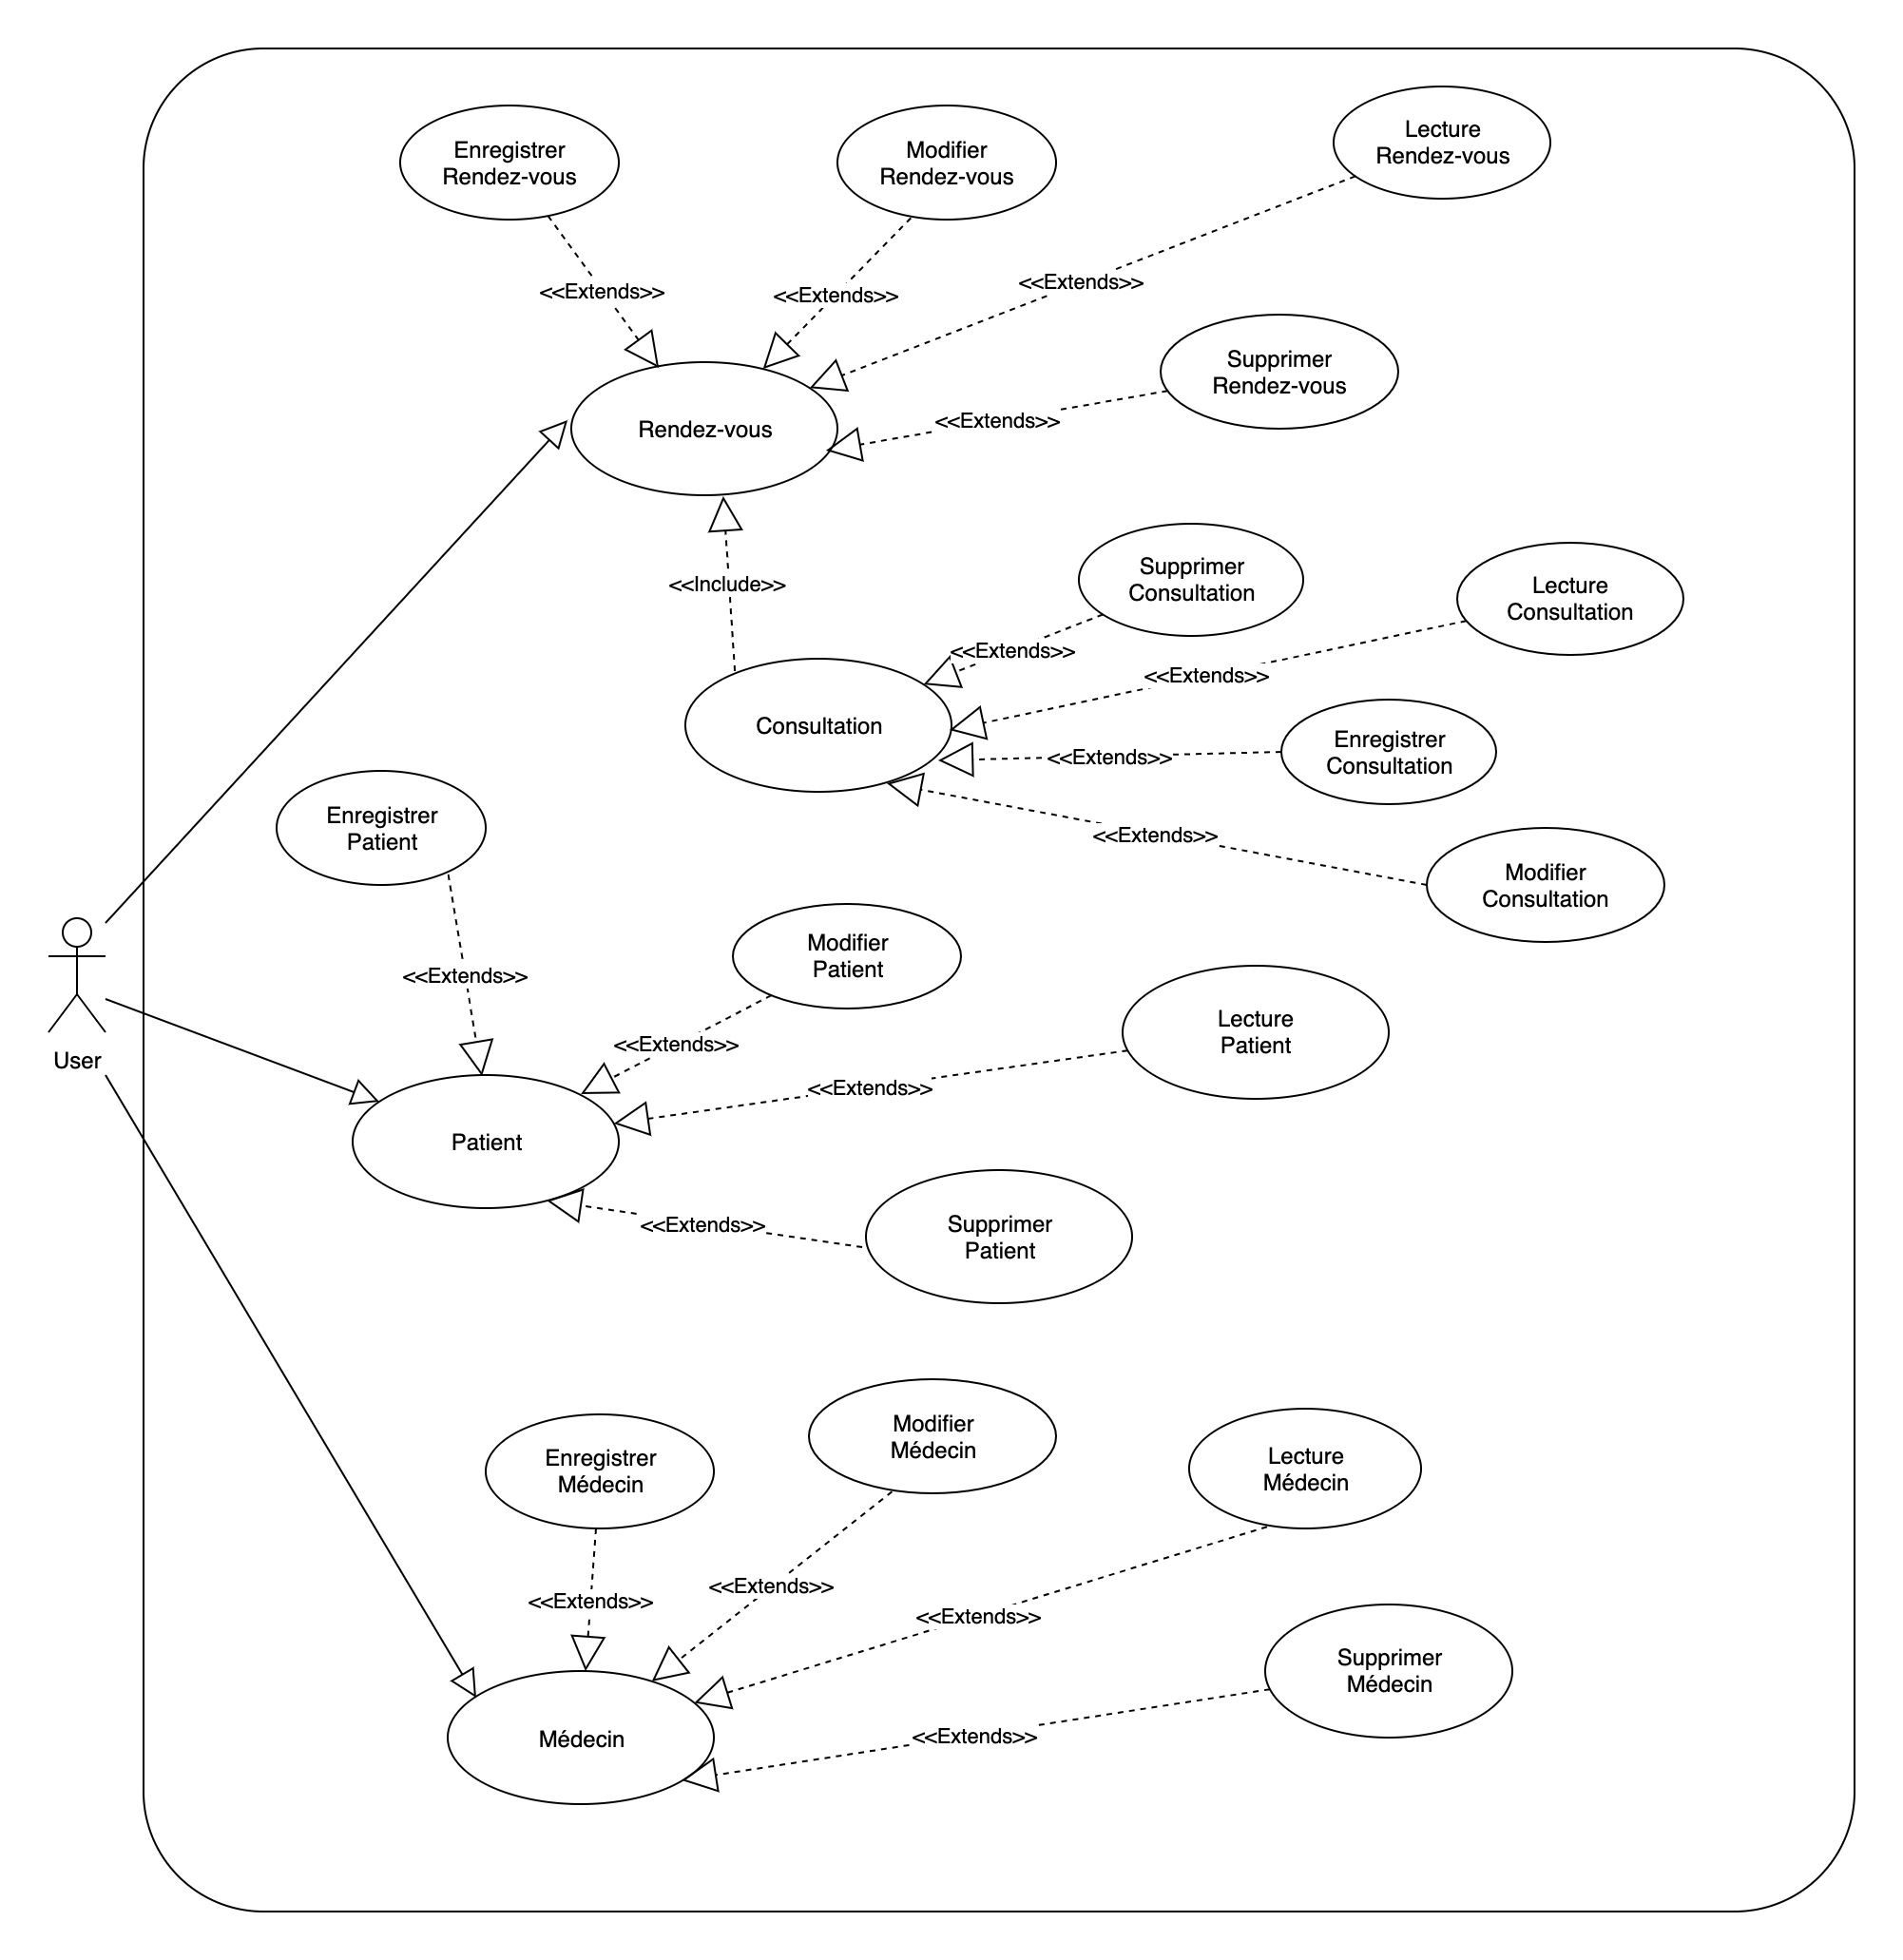 Enregistrer
Rendez-vous
Modifier
Rendez-vous
Lecture
Rendez-vous
<<Extends>>
<<Extends>>
<<Extends>>
Supprimer
Rendez-vous
<<Extends>>
Rendez-vous
<<Include>>
Supprimer
Consultation
Lecture
Consultation
<<Extends>>
<<Extends>>
Consultation
<<Extends>>
Enregistrer
Consultation
<<Extends>>
Modifier
Consultation
Enregistrer
Patient
<<Extends>>
Modifier
Patient
<<Extends>>
Lecture
Patient
<<Extends>>
User
Patient
<<Extends>>
Supprimer
Patient
Enregistrer
Médecin
Modifier
Médecin
Lecture
Médecin
<<Extends>>
<<Extends>>
<<Extends>>
Supprimer
Médecin
<<Extends>>
Médecin